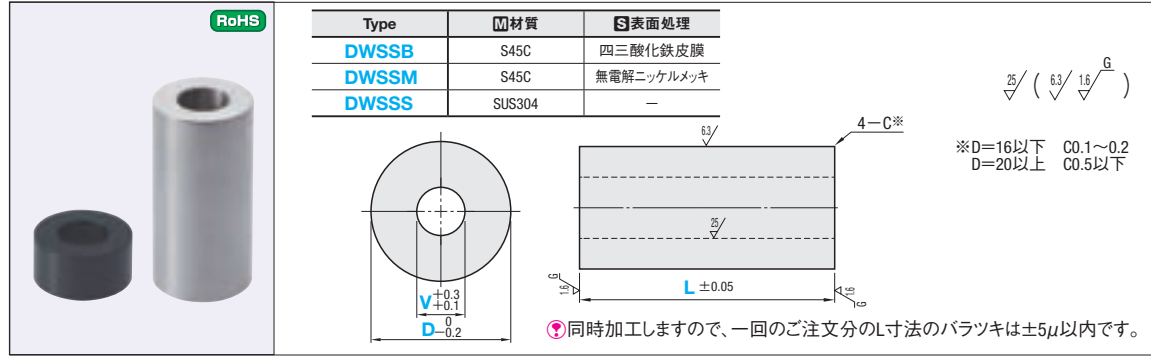 RoHS
Type M材質 S表面処理
DWSSB S45C 四三酸化鉄皮膜
DWSSM S45C 無電解ニッケルメッキ
DWSSS SUS304 −
25 ( 6.3 1.6 G )
※D=16以下 C0.1〜0.2
D=20以上 C0.5以下
6.3
4−C※
25
V+0.3 +0.1
D 0 −0.2
1.6 G
L ±0.05
1.6 G
同時加工しますので、一回のご注文分のL寸法のバラツキは±5μ以内です。